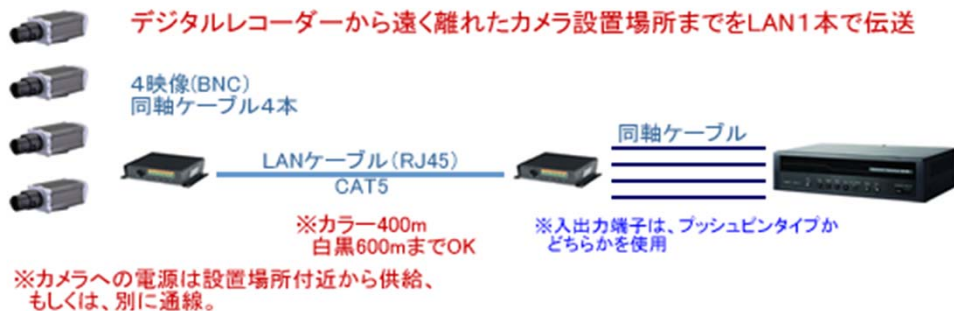 デジタルレコーダーから遠く離れたカメラ設置場所までをLAN1本で伝送
4映像(BNC)
同軸ケーブル4本
同軸ケーブル
LANケーブル(RJ45)
CAT5
※カラー400m
白黒600mまでOK
※入出力端子は、プッシュピンタイプか
どちらかを使用
※カメラへの電源は設置場所付近から供給、
もしくは、別に通線。